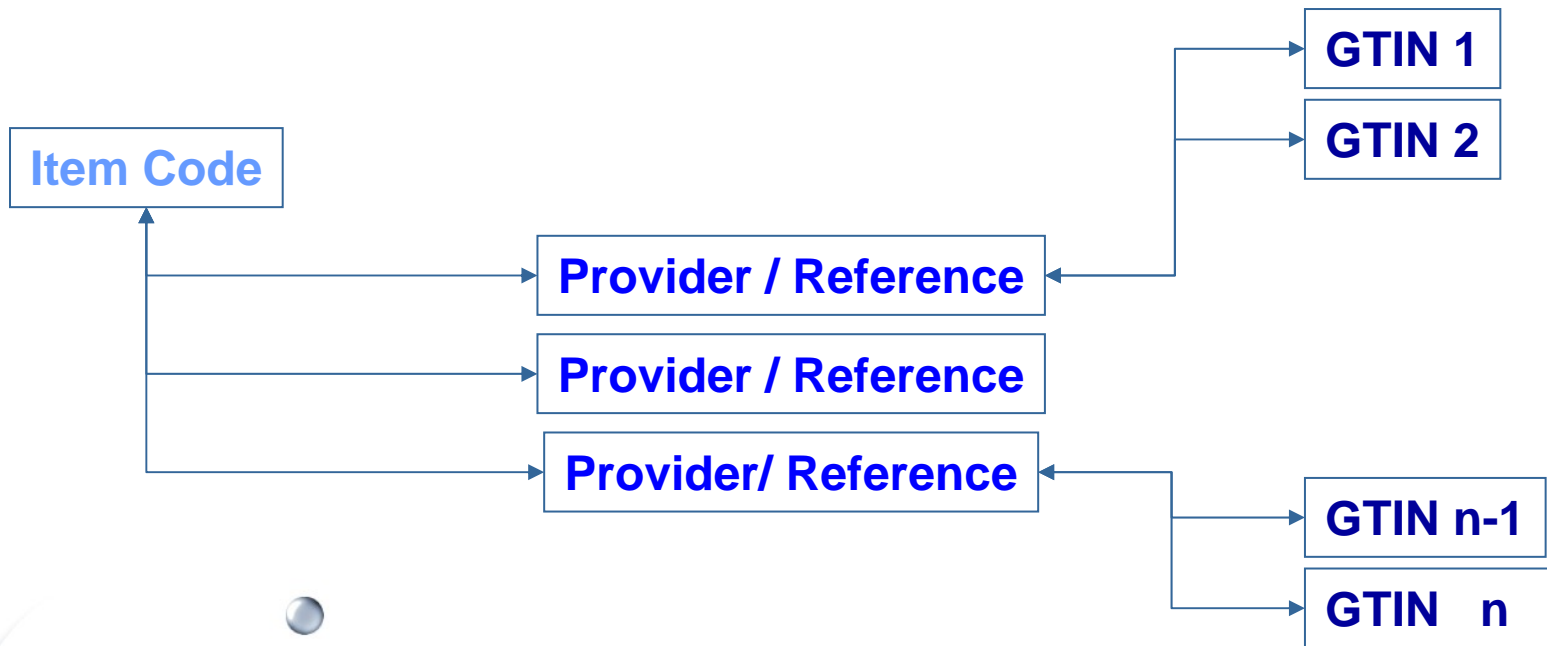 GTIN 1
GTIN 2
Item Code
Provider / Reference
Provider / Reference
Provider/ Reference
GTIN n-1
GTIN n